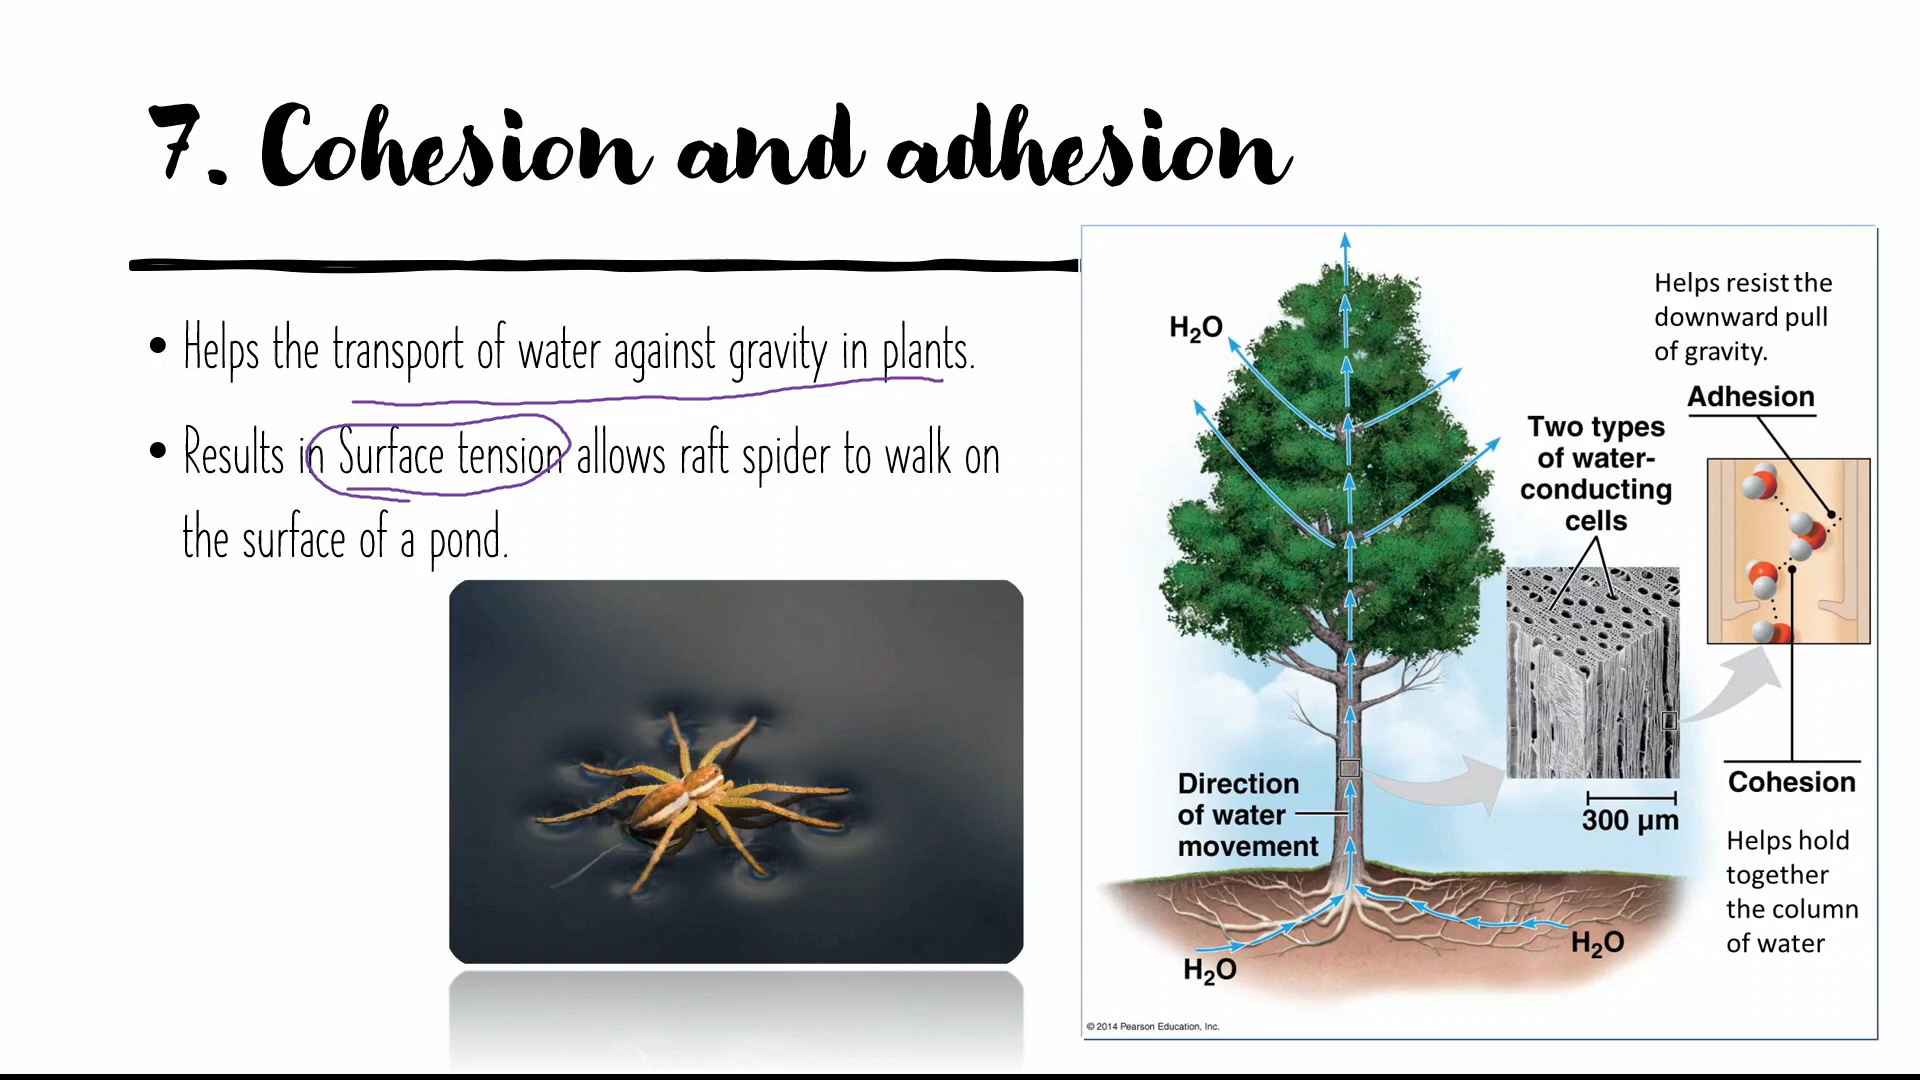 7. Cohesion and adhesion
• Helps the transport of water against gravity in plants.
• Results in Surface tension allows raft spider to walk on
the surface of a pond.
H₂O
Helps resist the
downward pull
of gravity.
Adhesion
Two types
of water-
conducting
cells
Direction
of water
movement
300 µm
Cohesion
Helps hold
together
the column
of water
H₂O
H₂O
© 2014 Pearson Education, Inc.